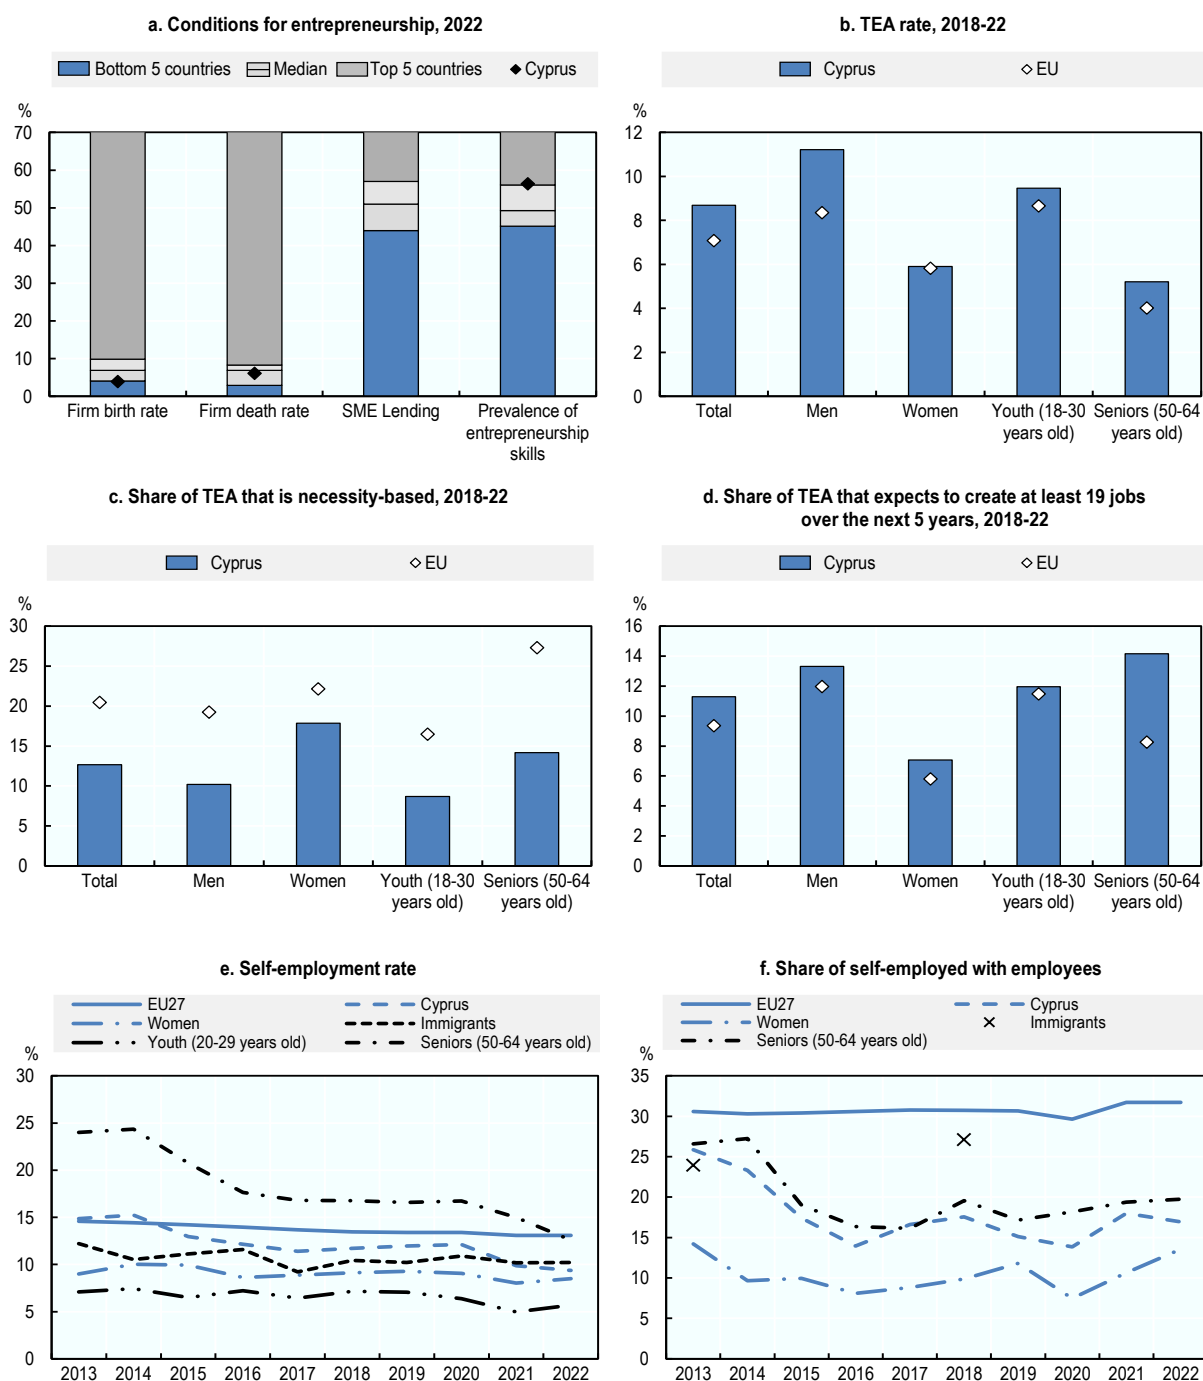 a. Conditions for entrepreneurship, 2022
Bottom 5 countries Median Top 5 countries Cyprus
%
70
60
50
40
30
20
10
0
Firm birth rate Firm death rate SME Lending Prevalence of
entrepreneurship
skills
b. TEA rate, 2018-22
Cyprus EU
%
12
10
8
6
4
2
0
Total Men Women Youth (18-30 Seniors (50-64
years old) years old)
c. Share of TEA that is necessity-based, 2018-22
Cyprus EU
%
30
25
20
15
10
5
0
Total Men Women Youth (18-30 Seniors (50-64
years old) years old)
d. Share of TEA that expects to create at least 19 jobs
over the next 5 years, 2018-22
Cyprus EU
%
16
14
12
10
8
6
4
2
0
Total Men Women Youth (18-30 Seniors (50-64
years old) years old)
e. Self-employment rate
EU27 Cyprus
Women Immigrants
Youth (20-29 years old) Seniors (50-64 years old)
%
30
25
20
15
10
5
0
2013 2014 2015 2016 2017 2018 2019 2020 2021 2022
f. Share of self-employed with employees
EU27 Cyprus
Women Immigrants
Seniors (50-64 years old)
%
35
30
25
20
15
10
5
0
2013 2014 2015 2016 2017 2018 2019 2020 2021 2022